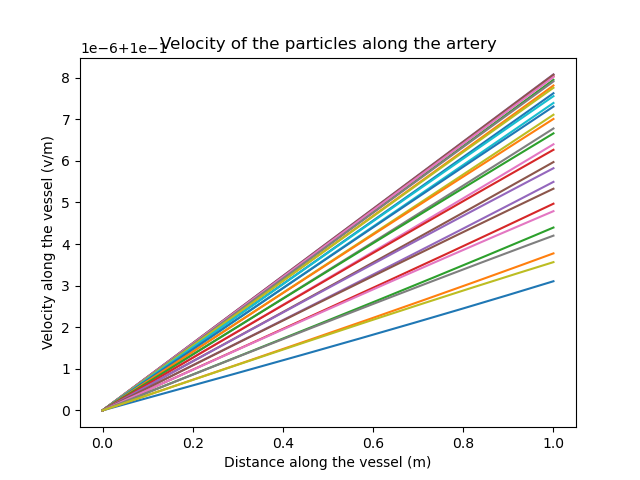 Velocity of the particles along the artery
1e−6+1e−1
8
7
6
5
4
3
2
1
0
Velocity along the vessel (v/m)
0.0 0.2 0.4 0.6 0.8 1.0
Distance along the vessel (m)